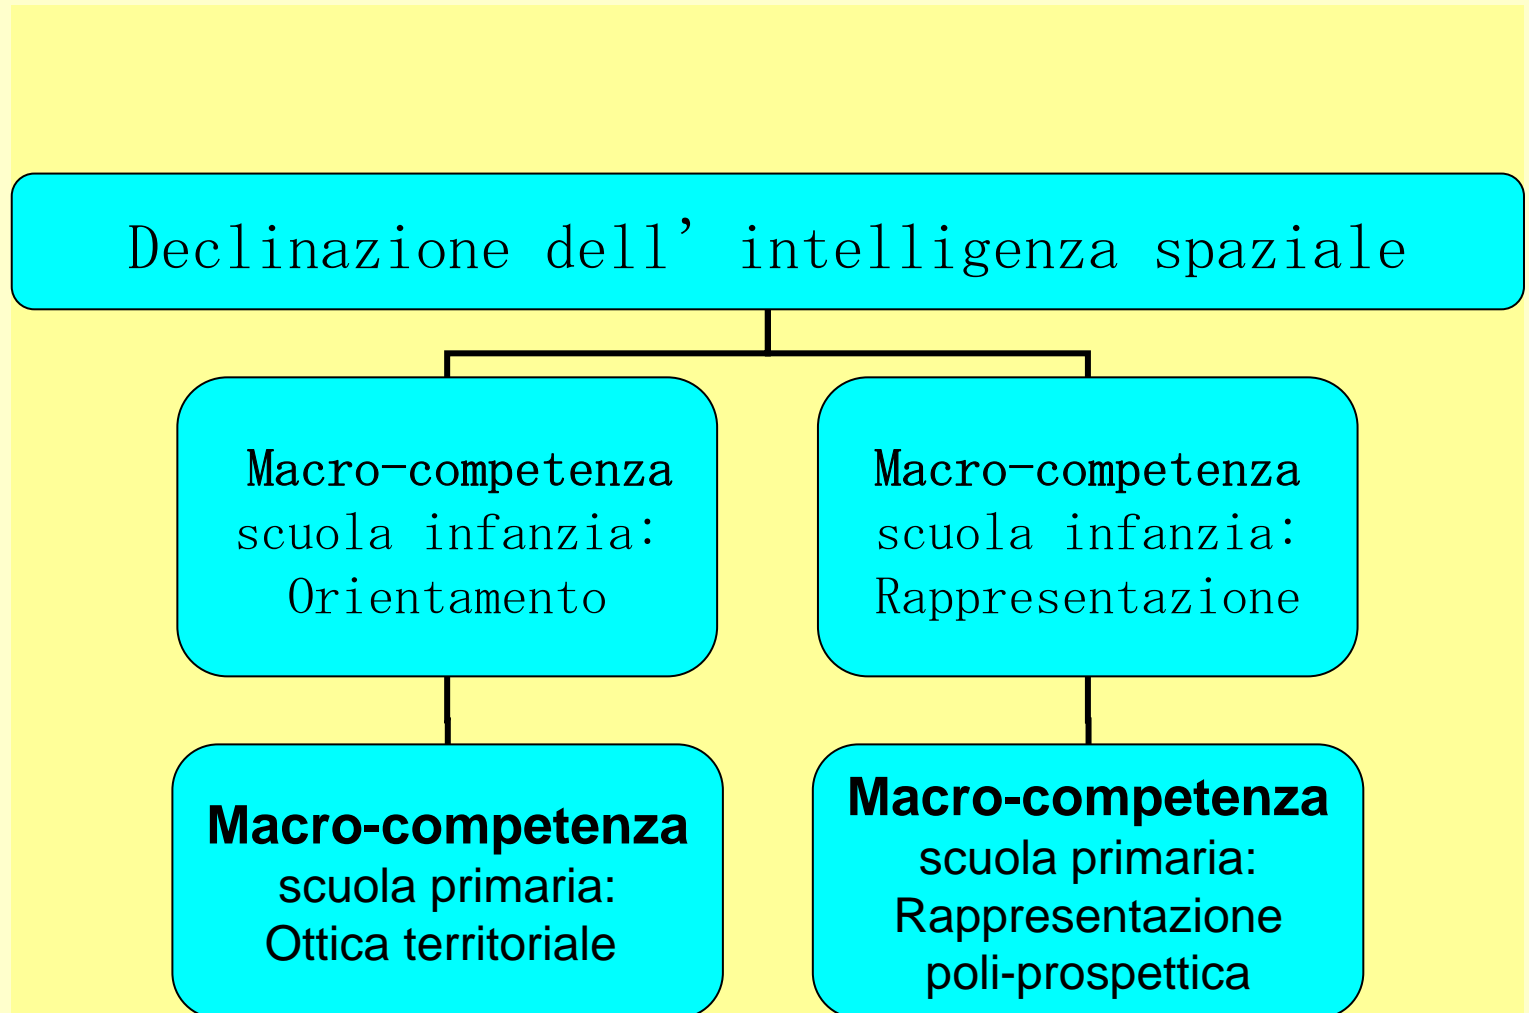 Declinazione dell’ intelligenza spaziale
Macro-competenza
scuola infanzia:
Orientamento
Macro-competenza
scuola infanzia:
Rappresentazione
Macro-competenza
scuola primaria:
Ottica territoriale
Macro-competenza
scuola primaria:
Rappresentazione
poli-prospettica